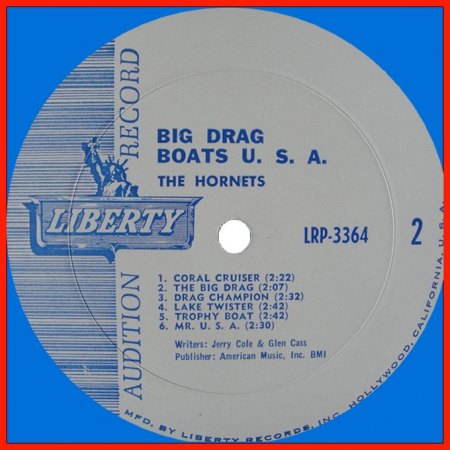 AUDITION RECORD
BIG DRAG
BOATS U. S. A.
THE HORNETS
LIBERTY
LRP-3364
2
1. CORAL CRUISER (2:22)
2. THE BIG DRAG (2:07)
3. DRAG CHAMPION (2:32)
4. LAKE TWISTER (2:42)
5. TROPHY BOAT (2:42)
6. MR. U. S. A. (2:30)
Writers: Jerry Cole & Glen Cass
Publisher: American Music, Inc. BMI
MFD. BY LIBERTY RECORDS, INC. HOLLYWOOD, CALIFORNIA, U.S.A.